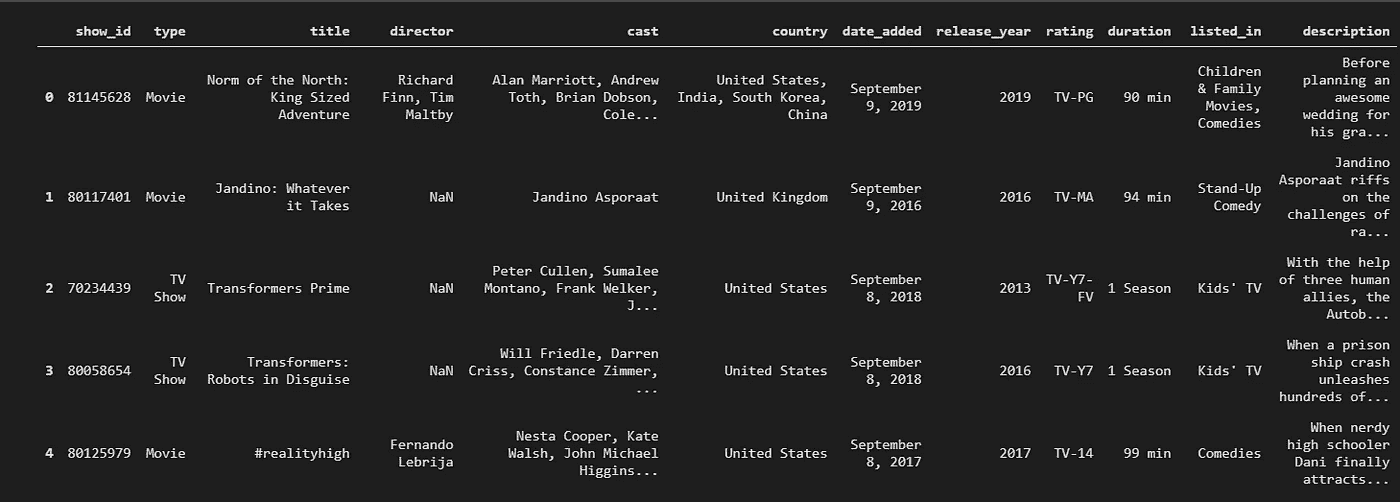 show_id type title director cast country date_added release_year rating duration listed_in description
0
81145628
Movie
Norm of the North:
King Sized
Adventure
Richard
Finn, Tim
Maltby
Alan Marriott, Andrew
Toth, Brian Dobson,
Cole...
United States,
India, South Korea,
China
September
9, 2019
2019
TV-PG
90 min
Children
& Family
Movies,
Comedies
Before
planning an
awesome
wedding for
his gra...
1
80117401
Movie
Jandino: Whatever
it Takes
NaN
Jandino Asporaat
United Kingdom
September
9, 2016
2016
TV-MA
94 min
Stand-Up
Comedy
Jandino
Asporaat riffs
on the
challenges of
ra...
2
70234439
TV
Show
Transformers Prime
NaN
Peter Cullen, Sumalee
Montano, Frank Welker,
J...
United States
September
8, 2018
2013
TV-Y7-
FV
1 Season
Kids' TV
With the help
of three human
allies, the
Autob...
3
80058654
TV
Show
Transformers:
Robots in Disguise
NaN
Will Friedle, Darren
Criss, Constance Zimmer,
...
United States
September
8, 2018
2016
TV-Y7
1 Season
Kids' TV
When a prison
ship crash
unleashes
hundreds of...
4
80125979
Movie
#realityhigh
Fernando
Lebrija
Nesta Cooper, Kate
Walsh, John Michael
Higgins...
United States
September
8, 2017
2017
TV-14
99 min
Comedies
When nerdy
high schooler
Dani finally
attracts...